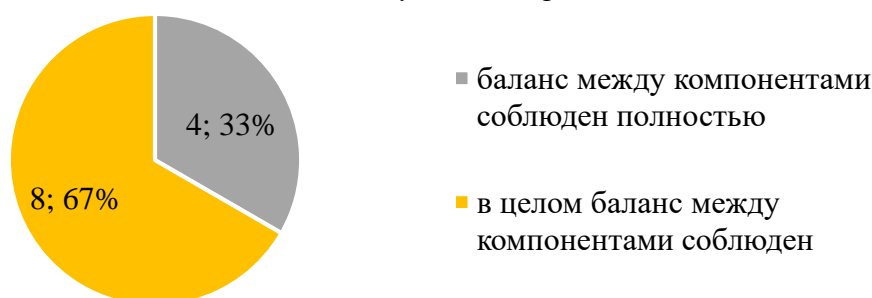 4; 33%
8; 67%
баланс между компонентами
соблюден полностью
в целом баланс между
компонентами соблюден